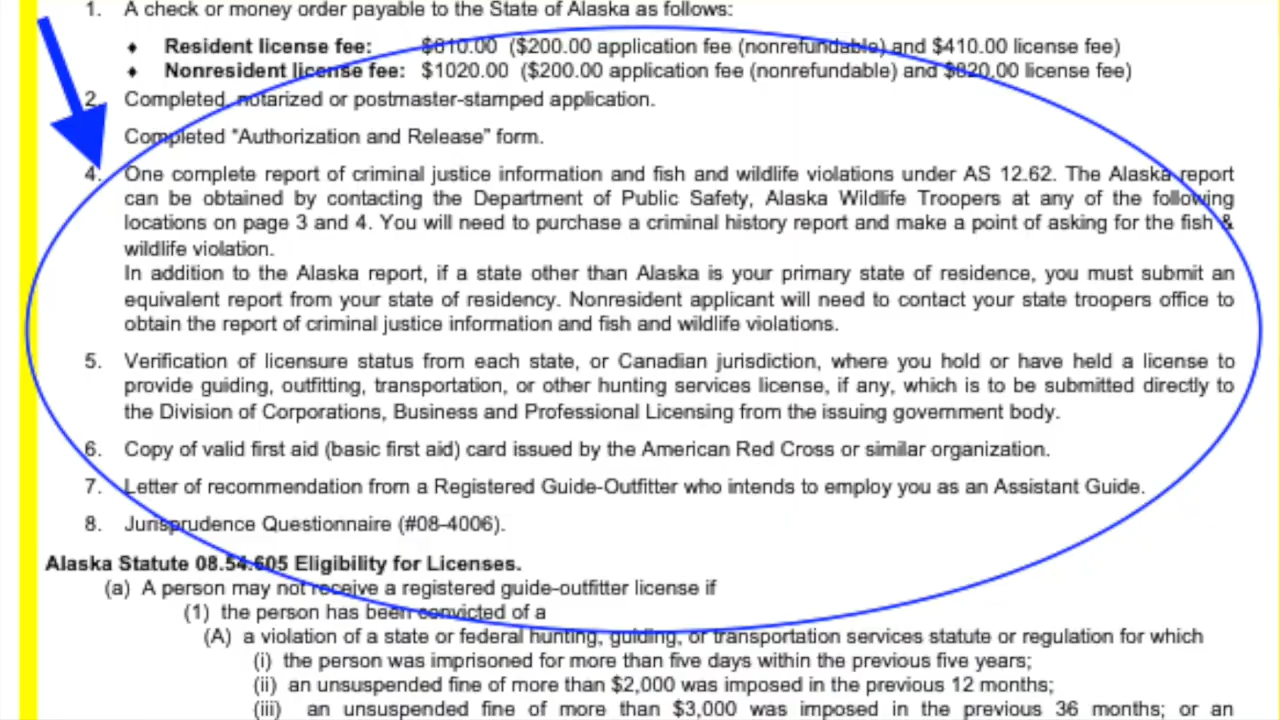 1. A check or money order payable to the State of Alaska as follows:
♦ Resident license fee: $610.00 ($200.00 application fee (nonrefundable) and $410.00 license fee)
♦ Nonresident license fee: $1020.00 ($200.00 application fee (nonrefundable) and $820.00 license fee)
2. Completed, notarized or postmaster-stamped application.
Completed “Authorization and Release” form.
4. One complete report of criminal justice information and fish and wildlife violations under AS 12.62. The Alaska report
can be obtained by contacting the Department of Public Safety, Alaska Wildlife Troopers at any of the following
locations on page 3 and 4. You will need to purchase a criminal history report and make a point of asking for the fish &
wildlife violation.
In addition to the Alaska report, if a state other than Alaska is your primary state of residence, you must submit an
equivalent report from your state of residency. Nonresident applicant will need to contact your state troopers office to
obtain the report of criminal justice information and fish and wildlife violations.
5. Verification of licensure status from each state, or Canadian jurisdiction, where you hold or have held a license to
provide guiding, outfitting, transportation, or other hunting services license, if any, which is to be submitted directly to
the Division of Corporations, Business and Professional Licensing from the issuing government body.
6. Copy of valid first aid (basic first aid) card issued by the American Red Cross or similar organization.
7. Letter of recommendation from a Registered Guide-Outfitter who intends to employ you as an Assistant Guide.
8. Jurisprudence Questionnaire (#08-4006).
Alaska Statute 08.54.605 Eligibility for Licenses.
(a) A person may not receive a registered guide-outfitter license if
(1) the person has been convicted of a
(A) a violation of a state or federal hunting, guiding, or transportation services statute or regulation for which
(i) the person was imprisoned for more than five days within the previous five years;
(ii) an unsuspended fine of more than $2,000 was imposed in the previous 12 months;
(iii) an unsuspended fine of more than $3,000 was imposed in the previous 36 months; or an